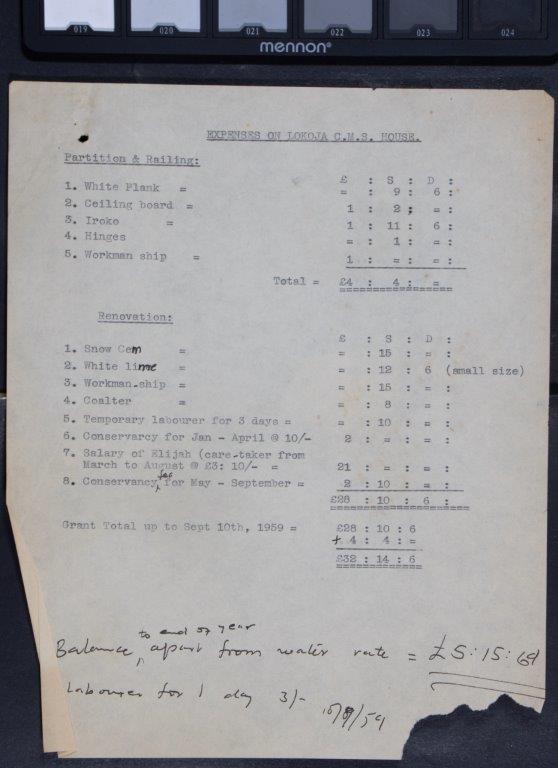 019 020 021 022 023 024
mennon
EXPENSES ON LOKOJA C.M.S. HOUSE.
Partition & Railing:
£ : S : D :
1. White Plank = = : 9 : 6 :
2. Ceiling board = 1 : 2 ; = :
3. Iroko = 1 : 11 : 6 :
4. Hinges = : 1 : = :
5. Workman ship = 1 : = : = :
Total = £4 : 4 : =
Renovation:
£ : S : D :
1. Snow Cem = = : 15 : = :
2. White lime = = : 12 : 6 (small size)
3. Workman-ship = = : 15 : = :
4. Coalter = = : 8 : = :
5. Temporary labourer for 3 days = = : 10 : = :
6. Conservarcy for Jan - April @ 10/- 2 : = : = :
7. Salary of Elijah (care-taker from
March to August @ £3: 10/- = 21 : = : = :
8. Conservancy fee for May - September = 2 : 10 : = :
£28 : 10 : 6 :
Grant Total up to Sept 10th, 1959 = £28 : 10 : 6
+ 4 : 4 : =
£32 : 14 : 6
Balance to end of year apart from water rate = £5 : 15 : 6d
Labourer for 1 day 3/-
/59